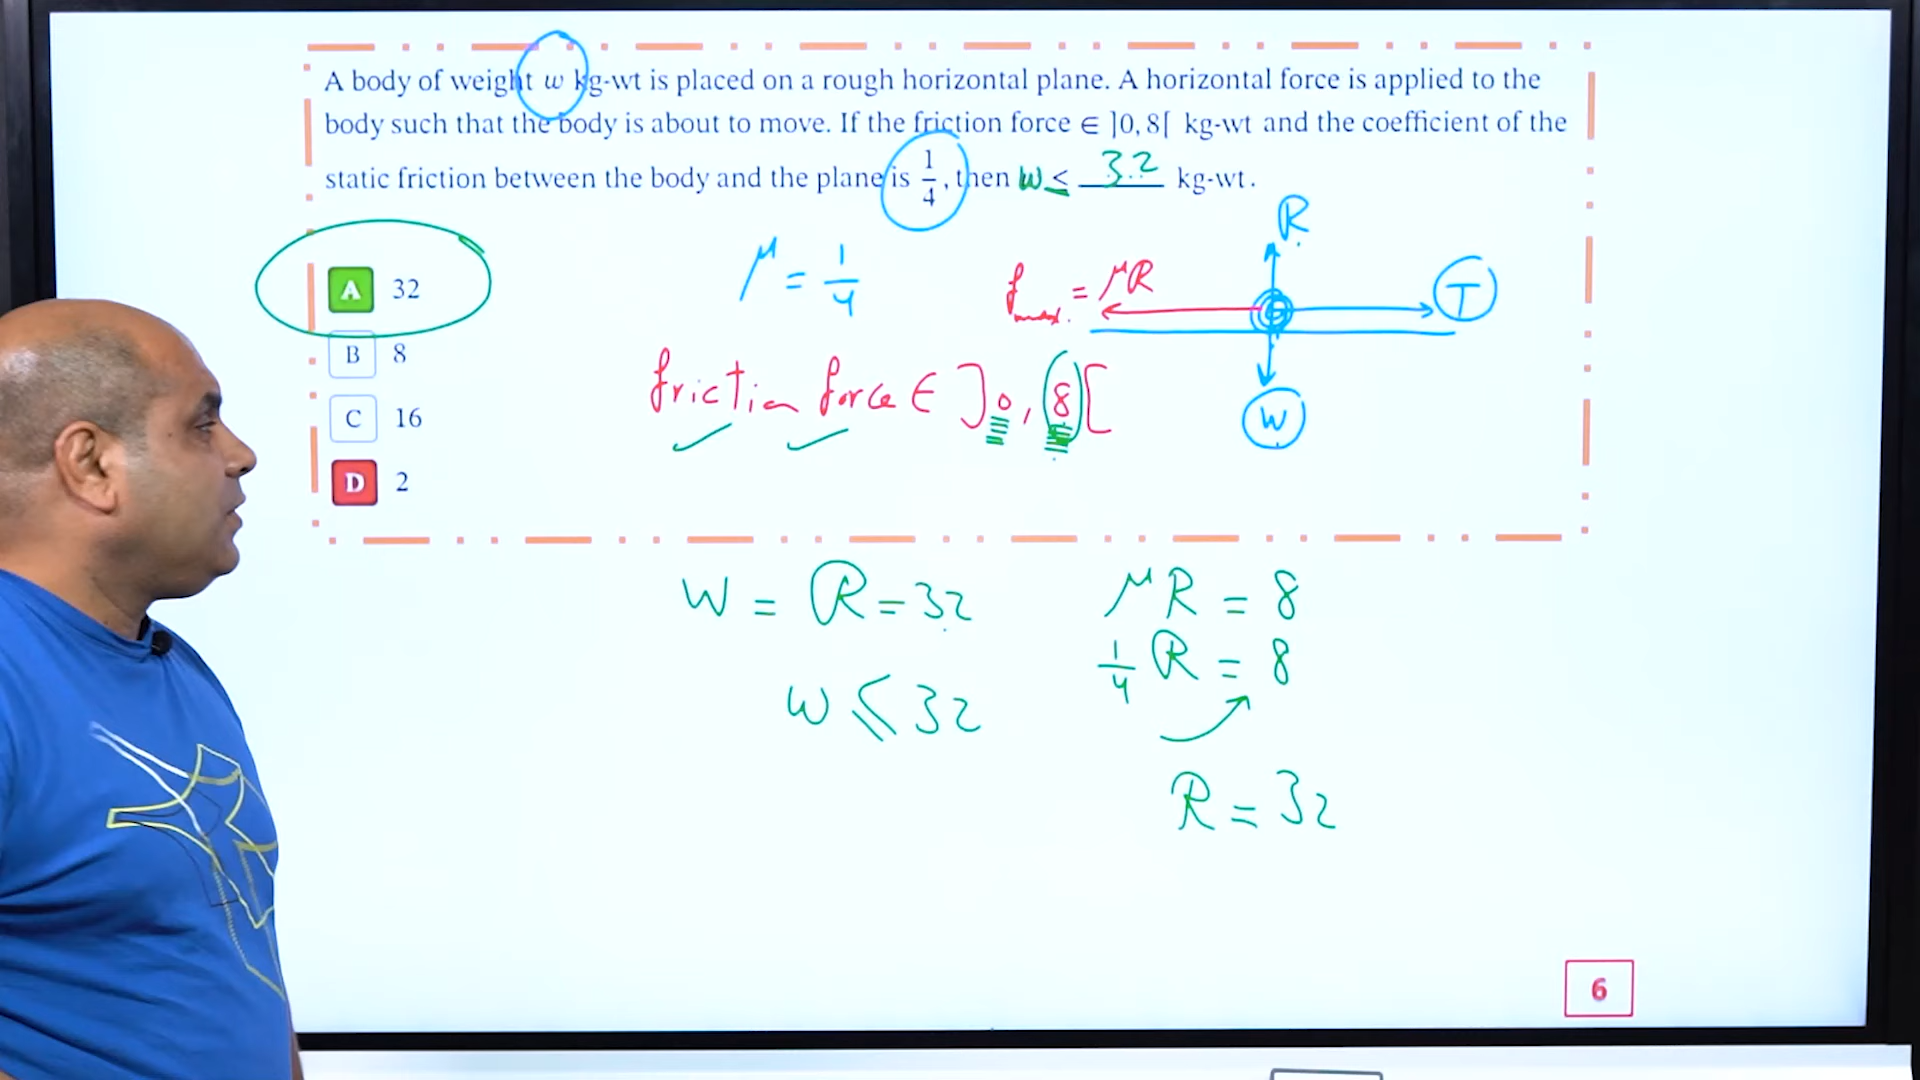 A body of weight w kg-wt is placed on a rough horizontal plane. A horizontal force is applied to the
body such that the body is about to move. If the friction force ∈ ]0, 8[ kg-wt and the coefficient of the
static friction between the body and the plane is 1/4, then W ≤ 32 kg-wt.
A 32
B 8
C 16
D 2
μ = 1/4
f max. = μR
R
T
W
friction force ∈ ]0, 8[
W = R = 32
W ≤ 32
μR = 8
1/4 R = 8
R = 32
6